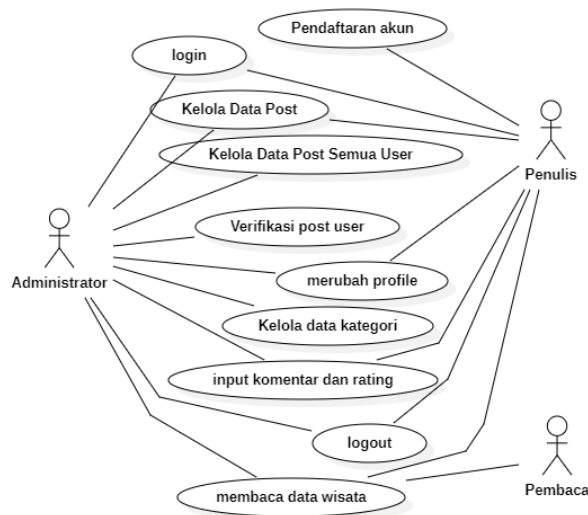 Pendaftaran akun
login
Kelola Data Post
Kelola Data Post Semua User
Penulis
Verifikasi post user
Administrator
merubah profile
Kelola data kategori
input komentar dan rating
logout
Pembaca
membaca data wisata